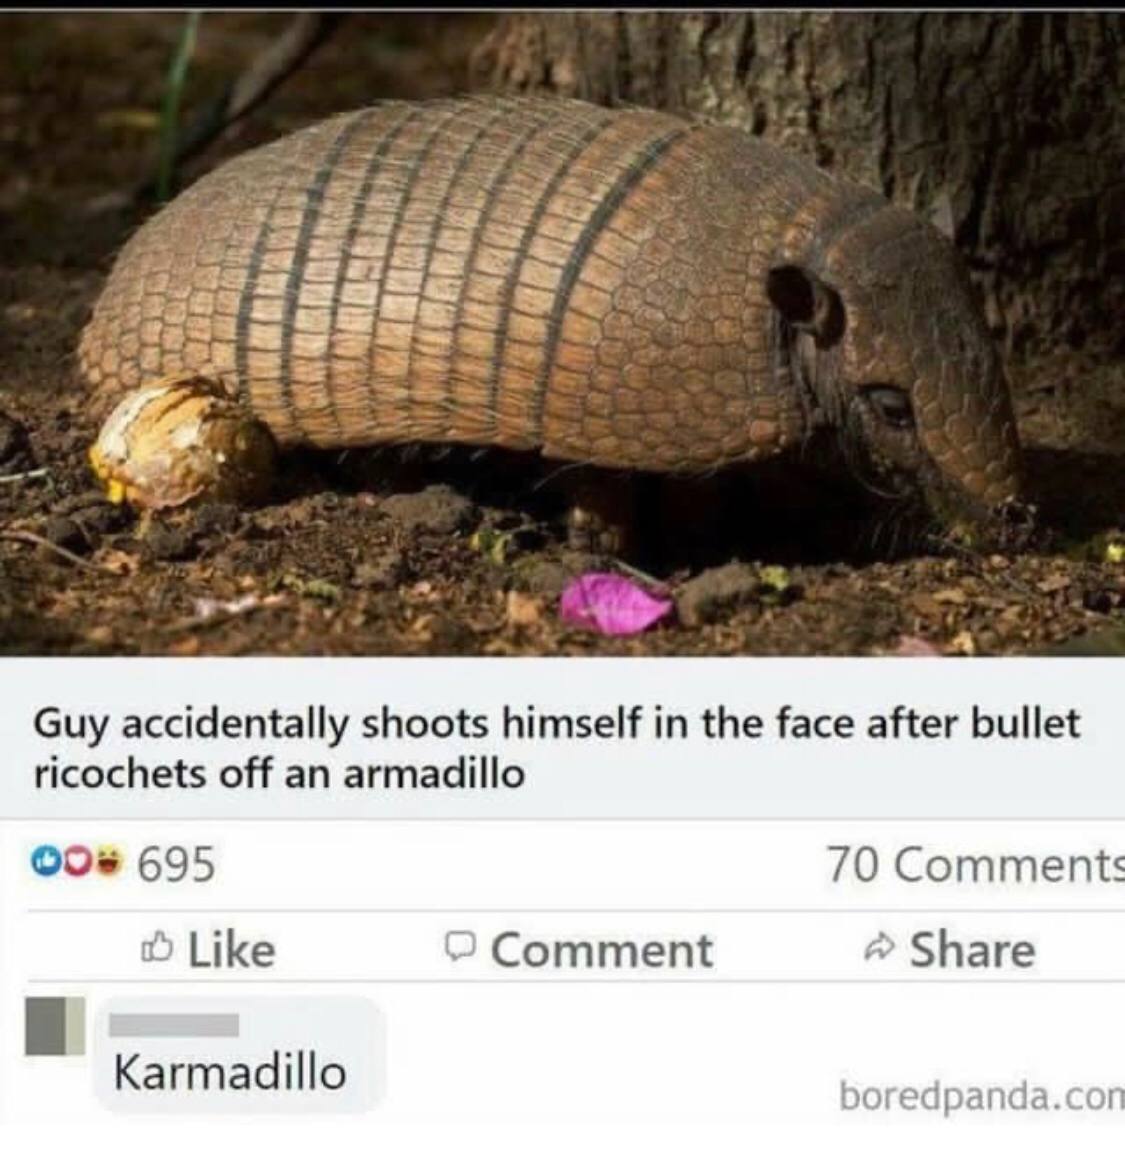 Guy accidentally shoots himself in the face after bullet
ricochets off an armadillo
695
70 Comments
Like
Comment
Share
Karmadillo
boredpanda.com